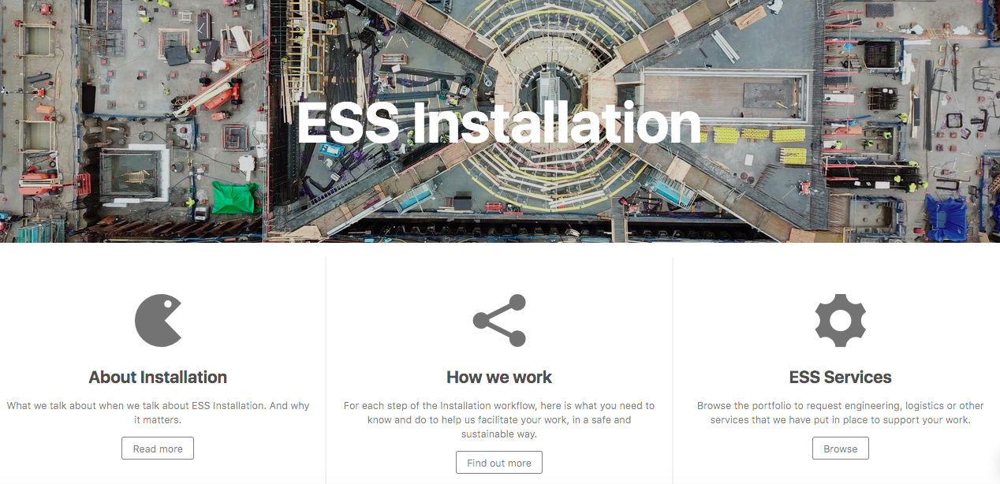 ESS Installation
About Installation
What we talk about when we talk about ESS Installation. And why
it matters.
Read more
How we work
For each step of the Installation workflow, here is what you need to
know and do to help us facilitate your work, in a safe and
sustainable way.
Find out more
ESS Services
Browse the portfolio to request engineering, logistics or other
services that we have put in place to support your work.
Browse